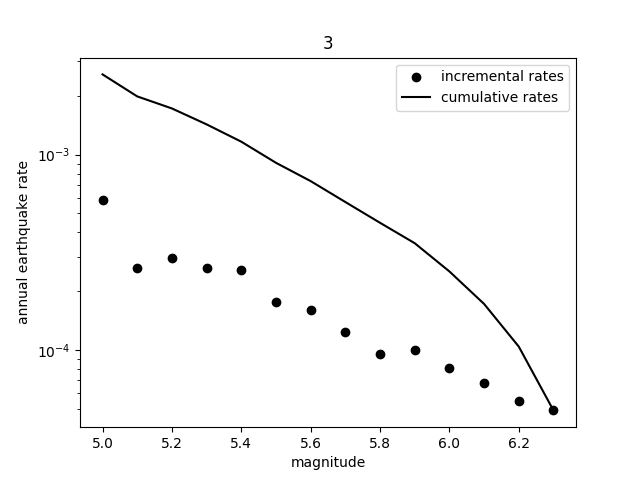 3
incremental rates
cumulative rates
annual earthquake rate
10⁻³
10⁻⁴
5.0 5.2 5.4 5.6 5.8 6.0 6.2
magnitude